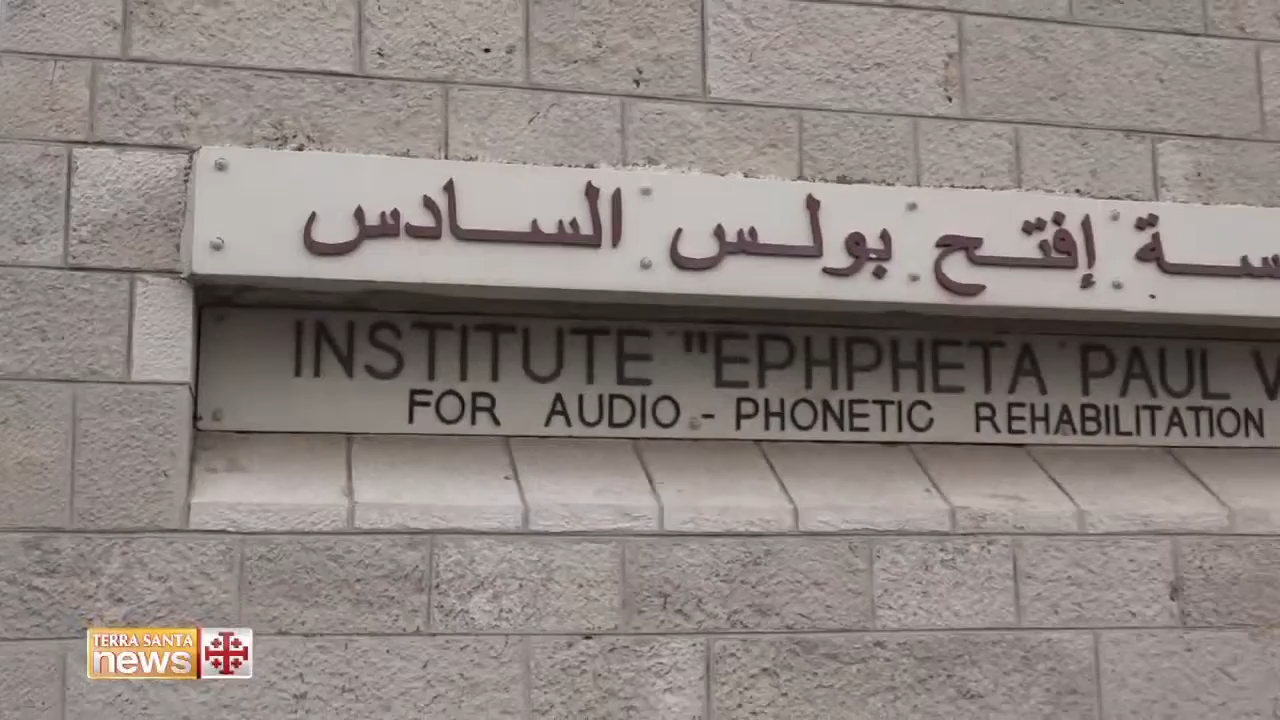 إفتح بولس السادس
INSTITUTE "EPHPHETA PAUL V
FOR AUDIO - PHONETIC REHABILITATION
TERRA SANTA
news